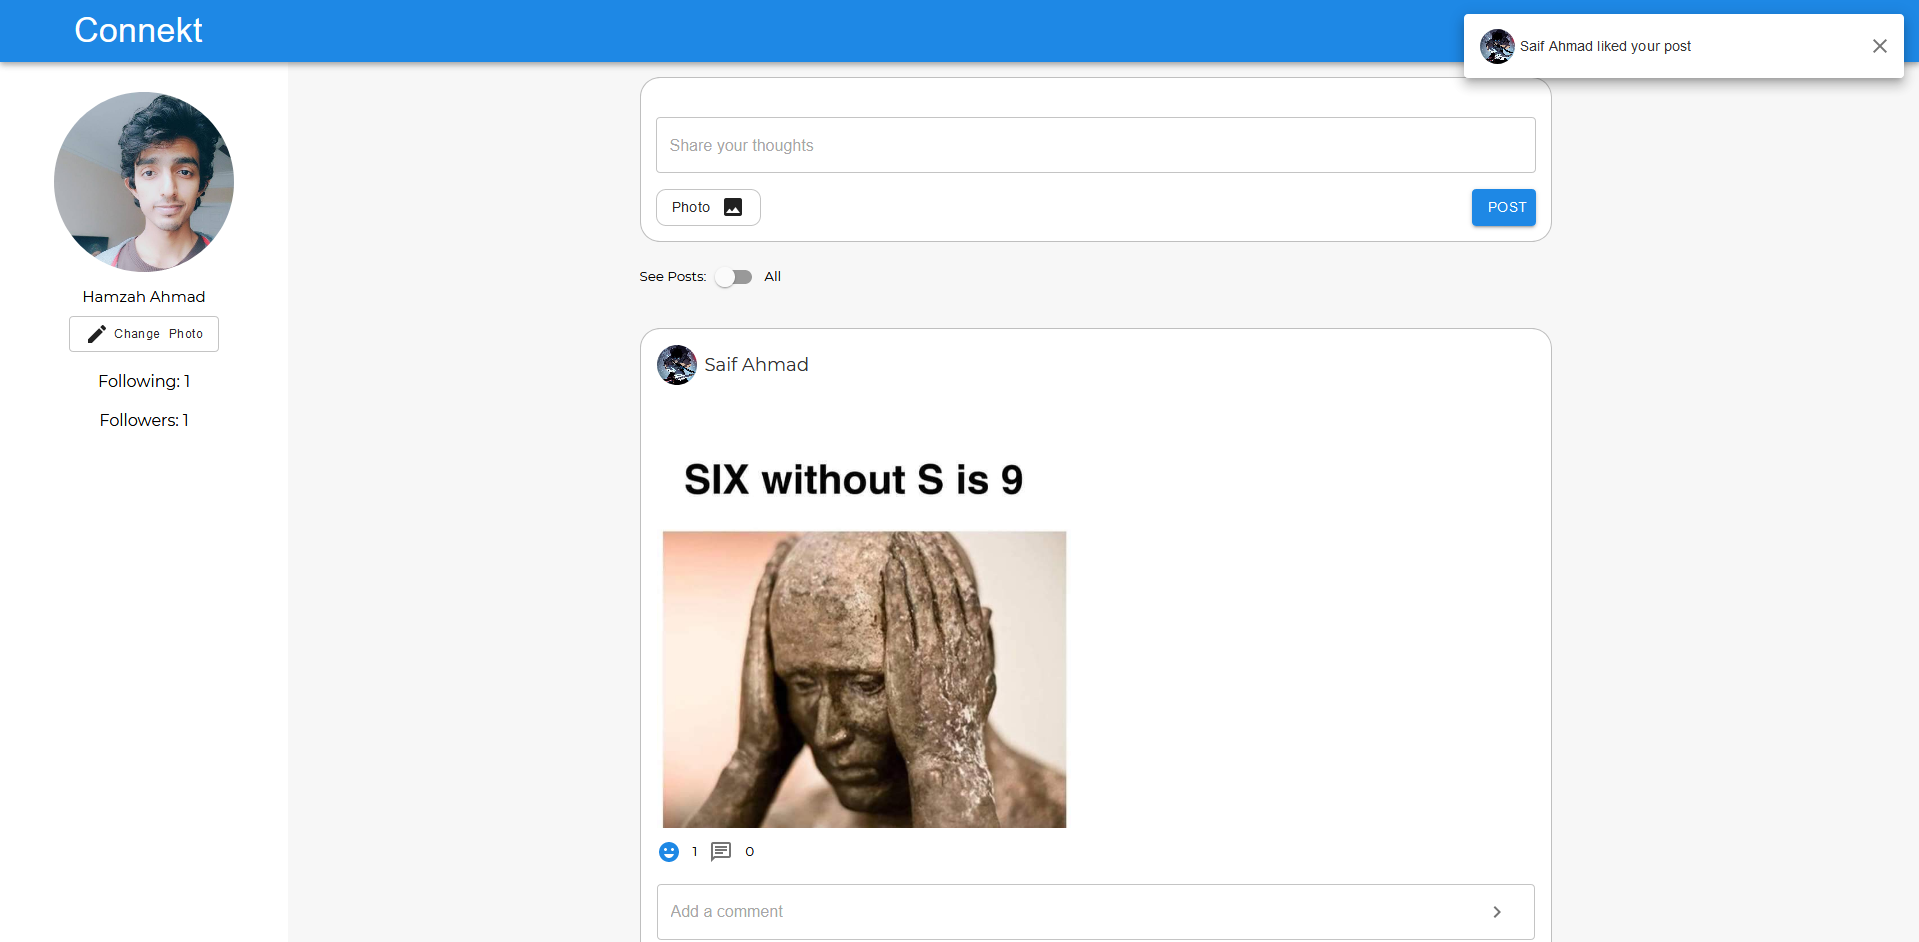 Connekt
Saif Ahmad liked your post
Hamzah Ahmad
Change Photo
Following: 1
Followers: 1
Share your thoughts
Photo
POST
See Posts:
All
Saif Ahmad
SIX without S is 9
1
0
Add a comment